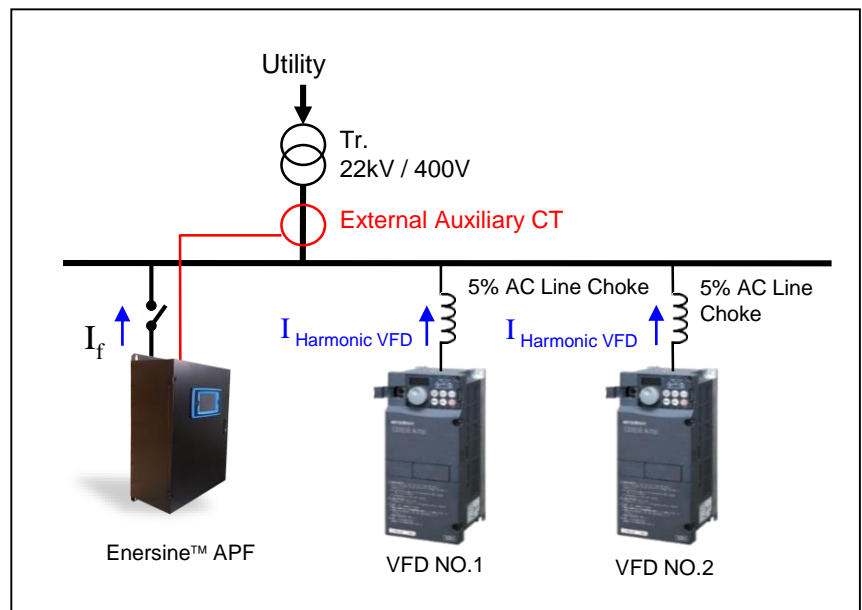 Utility
Tr.
22kV / 400V
External Auxiliary CT
5% AC Line Choke
5% AC Line
Choke
If
I Harmonic VFD
I Harmonic VFD
Enersine™ APF
VFD NO.1
VFD NO.2